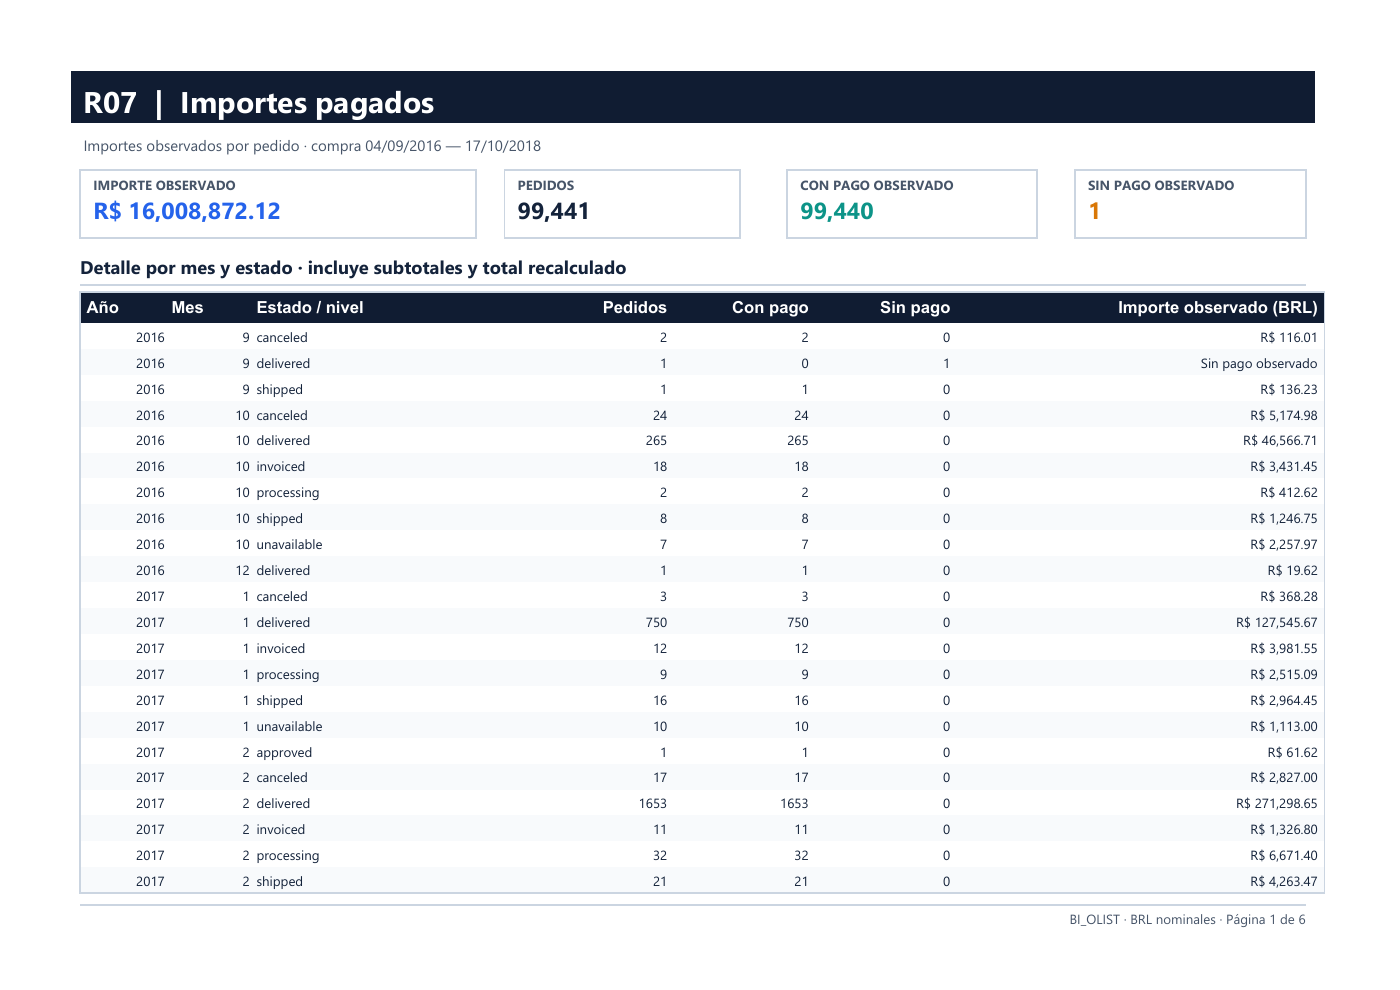 R07 | Importes pagados
Importes observados por pedido · compra 04/09/2016 — 17/10/2018
IMPORTE OBSERVADO PEDIDOS CON PAGO OBSERVADO SIN PAGO OBSERVADO
R$ 16,008,872.12 99,441 99,440 1
Detalle por mes y estado · incluye subtotales y total recalculado
Año Mes Estado / nivel Pedidos Con pago Sin pago Importe observado (BRL)
2016 9 canceled 2 2 0 R$ 116.01
2016 9 delivered 1 0 1 Sin pago observado
2016 9 shipped 1 1 0 R$ 136.23
2016 10 canceled 24 24 0 R$ 5,174.98
2016 10 delivered 265 265 0 R$ 46,566.71
2016 10 invoiced 18 18 0 R$ 3,431.45
2016 10 processing 2 2 0 R$ 412.62
2016 10 shipped 8 8 0 R$ 1,246.75
2016 10 unavailable 7 7 0 R$ 2,257.97
2016 12 delivered 1 1 0 R$ 19.62
2017 1 canceled 3 3 0 R$ 368.28
2017 1 delivered 750 750 0 R$ 127,545.67
2017 1 invoiced 12 12 0 R$ 3,981.55
2017 1 processing 9 9 0 R$ 2,515.09
2017 1 shipped 16 16 0 R$ 2,964.45
2017 1 unavailable 10 10 0 R$ 1,113.00
2017 2 approved 1 1 0 R$ 61.62
2017 2 canceled 17 17 0 R$ 2,827.00
2017 2 delivered 1653 1653 0 R$ 271,298.65
2017 2 invoiced 11 11 0 R$ 1,326.80
2017 2 processing 32 32 0 R$ 6,671.40
2017 2 shipped 21 21 0 R$ 4,263.47
BI_OLIST · BRL nominales · Página 1 de 6